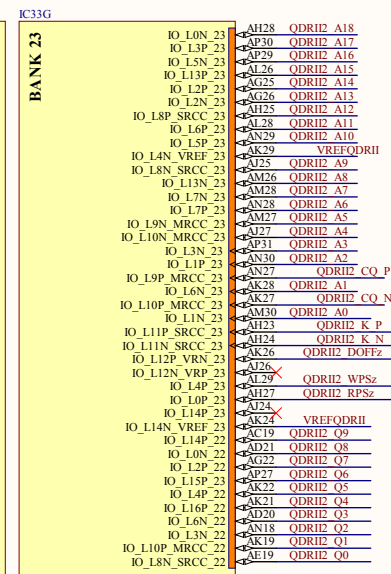 IC33G
BANK 23
IO_L0N_23 AH28 QDRII2_A18
IO_L3P_23 AP30 QDRII2_A17
IO_L5N_23 AP29 QDRII2_A16
IO_L13P_23 AL26 QDRII2_A15
IO_L2P_23 AG25 QDRII2_A14
IO_L2N_23 AG26 QDRII2_A13
IO_L8P_SRCC_23 AH25 QDRII2_A12
IO_L6P_23 AL28 QDRII2_A11
IO_L5P_23 AN29 QDRII2_A10
IO_L4N_VREF_23 AK29 VREFQDRII
IO_L8N_SRCC_23 AJ25 QDRII2_A9
IO_L13N_23 AM26 QDRII2_A8
IO_L7N_23 AM28 QDRII2_A7
IO_L7P_23 AN28 QDRII2_A6
IO_L9N_MRCC_23 AM27 QDRII2_A5
IO_L10N_MRCC_23 AJ27 QDRII2_A4
IO_L3N_23 AP31 QDRII2_A3
IO_L1P_23 AN30 QDRII2_A2
IO_L9P_MRCC_23 AN27 QDRII2_CQ_P
IO_L6N_23 AK28 QDRII2_A1
IO_L10P_MRCC_23 AK27 QDRII2_CQ_N
IO_L1N_23 AM30 QDRII2_A0
IO_L11P_SRCC_23 AH23 QDRII2_K_P
IO_L11N_SRCC_23 AH24 QDRII2_K_N
IO_L12P_VRN_23 AK26 QDRII2_DOFFz
IO_L12N_VRP_23 AJ26
IO_L4P_23 AL29 QDRII2_WPSz
IO_L0P_23 AH27 QDRII2_RPSz
IO_L14P_23 AJ24
IO_L14N_VREF_23 AK24 VREFQDRII
IO_L14P_22 AC19 QDRII2_Q9
IO_L0N_22 AD21 QDRII2_Q8
IO_L2P_22 AG22 QDRII2_Q7
IO_L15P_23 AP27 QDRII2_Q6
IO_L4P_22 AK22 QDRII2_Q5
IO_L16P_22 AK21 QDRII2_Q4
IO_L6N_22 AD20 QDRII2_Q3
IO_L3N_22 AN18 QDRII2_Q2
IO_L10P_MRCC_22 AK19 QDRII2_Q1
IO_L8N_SRCC_22 AE19 QDRII2_Q0